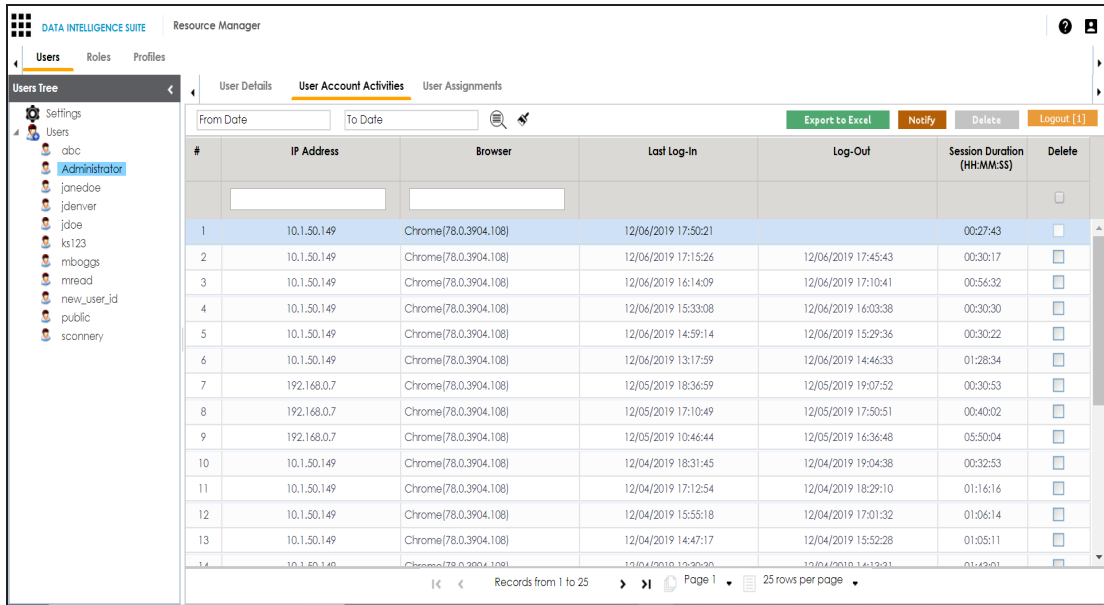 DATA INTELLIGENCE SUITE Resource Manager
Users Roles Profiles
Users Tree
Settings
Users
abc
Administrator
janedoe
jdenver
jdoe
ks123
mboggs
mread
new_user_id
public
sconnery
User Details User Account Activities User Assignments
From Date To Date Export to Excel Notify Delete Logout [1]
# IP Address Browser Last Log-In Log-Out Session Duration (HH:MM:SS) Delete
1 10.1.50.149 Chrome(78.0.3904.108) 12/06/2019 17:50:21 00:27:43
2 10.1.50.149 Chrome(78.0.3904.108) 12/06/2019 17:15:26 12/06/2019 17:45:43 00:30:17
3 10.1.50.149 Chrome(78.0.3904.108) 12/06/2019 16:14:09 12/06/2019 17:10:41 00:56:32
4 10.1.50.149 Chrome(78.0.3904.108) 12/06/2019 15:33:08 12/06/2019 16:03:38 00:30:30
5 10.1.50.149 Chrome(78.0.3904.108) 12/06/2019 14:59:14 12/06/2019 15:29:36 00:30:22
6 10.1.50.149 Chrome(78.0.3904.108) 12/06/2019 13:17:59 12/06/2019 14:46:33 01:28:34
7 192.168.0.7 Chrome(78.0.3904.108) 12/05/2019 18:36:59 12/05/2019 19:07:52 00:30:53
8 192.168.0.7 Chrome(78.0.3904.108) 12/05/2019 17:10:49 12/05/2019 17:50:51 00:40:02
9 192.168.0.7 Chrome(78.0.3904.108) 12/05/2019 10:46:44 12/05/2019 16:36:48 05:50:04
10 10.1.50.149 Chrome(78.0.3904.108) 12/04/2019 18:31:45 12/04/2019 19:04:38 00:32:53
11 10.1.50.149 Chrome(78.0.3904.108) 12/04/2019 17:12:54 12/04/2019 18:29:10 01:16:16
12 10.1.50.149 Chrome(78.0.3904.108) 12/04/2019 15:55:18 12/04/2019 17:01:32 01:06:14
13 10.1.50.149 Chrome(78.0.3904.108) 12/04/2019 14:47:17 12/04/2019 15:52:28 01:05:11
14 10.1.50.149 Chrome(78.0.3904.108)
Records from 1 to 25 Page 1 25 rows per page